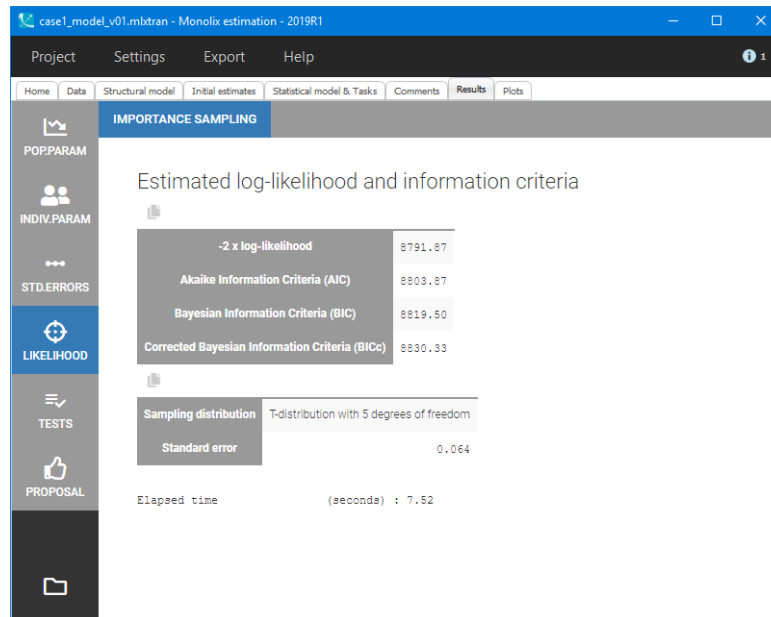 case1_model_v01.mlxtran - Monolix estimation - 2019R1
Project Settings Export Help 1
Home Data Structural model Initial estimates Statistical model & Tasks Comments Results Plots
IMPORTANCE SAMPLING
POP.PARAM
INDIV.PARAM
STD.ERRORS
LIKELIHOOD
TESTS
PROPOSAL
Estimated log-likelihood and information criteria
-2 x log-likelihood 8791.87
Akaike Information Criteria (AIC) 8803.87
Bayesian Information Criteria (BIC) 8819.50
Corrected Bayesian Information Criteria (BICc) 8830.33
Sampling distribution T-distribution with 5 degrees of freedom
Standard error 0.064
Elapsed time (seconds) : 7.52